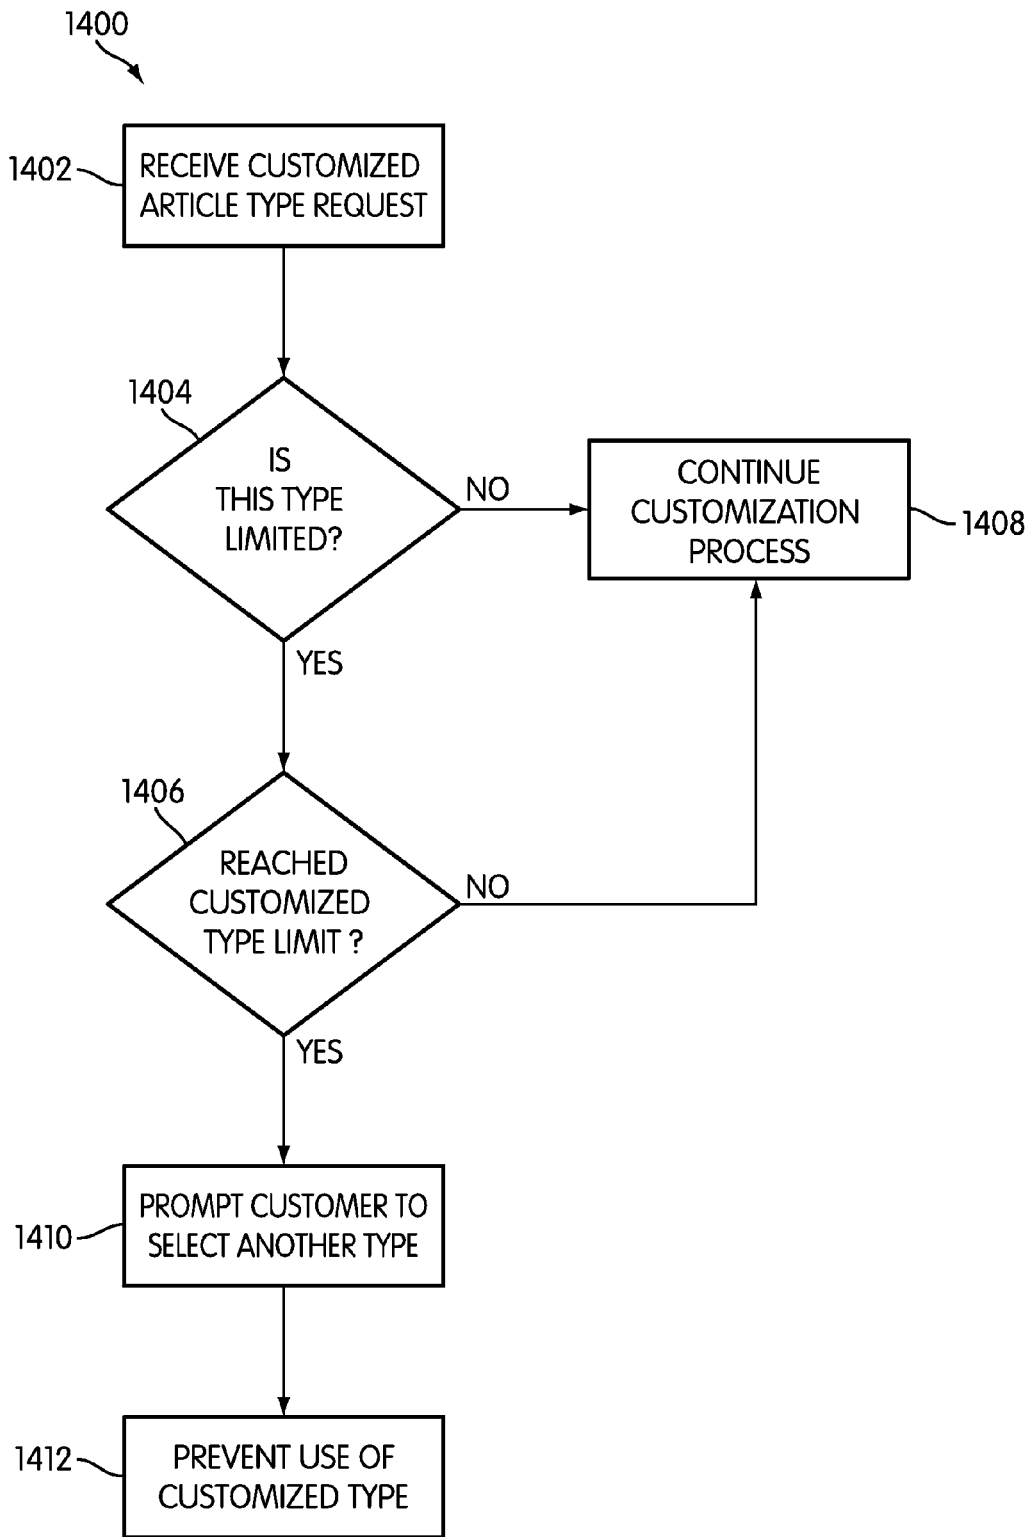 1400
1402
RECEIVE CUSTOMIZED
ARTICLE TYPE REQUEST
1404
IS
THIS TYPE
LIMITED?
NO
CONTINUE
CUSTOMIZATION
PROCESS
1408
YES
1406
REACHED
CUSTOMIZED
TYPE LIMIT ?
NO
YES
1410
PROMPT CUSTOMER TO
SELECT ANOTHER TYPE
1412
PREVENT USE OF
CUSTOMIZED TYPE